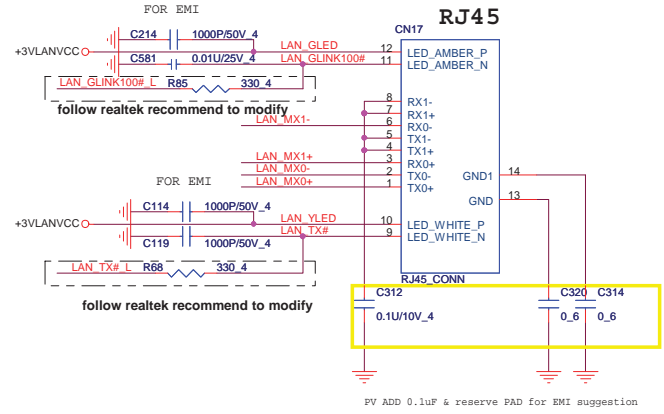 FOR EMI
RJ45
C214 1000P/50V_4
CN17
+3VLANVCC
LAN_GLED
12 LED_AMBER_P
C581 0.01U/25V_4
LAN_GLINK100#
11 LED_AMBER_N
LAN_GLINK100#_L R85 330_4
follow realtek recommend to modify
8 RX1-
7 RX1+
LAN_MX1- 6 RX0-
5 TX1-
4 TX1+
LAN_MX1+ 3 RX0+
LAN_MX0- 2 TX0-
LAN_MX0+ 1 TX0+
GND1 14
GND 13
FOR EMI
C114 1000P/50V_4
+3VLANVCC
LAN_YLED
10 LED_WHITE_P
LAN_TX#
9 LED_WHITE_N
C119 1000P/50V_4
LAN_TX#_L R68 330_4
RJ45_CONN
follow realtek recommend to modify
C312
0.1U/10V_4
C320
0_6
C314
0_6
PV ADD 0.1uF & reserve PAD for EMI suggestion